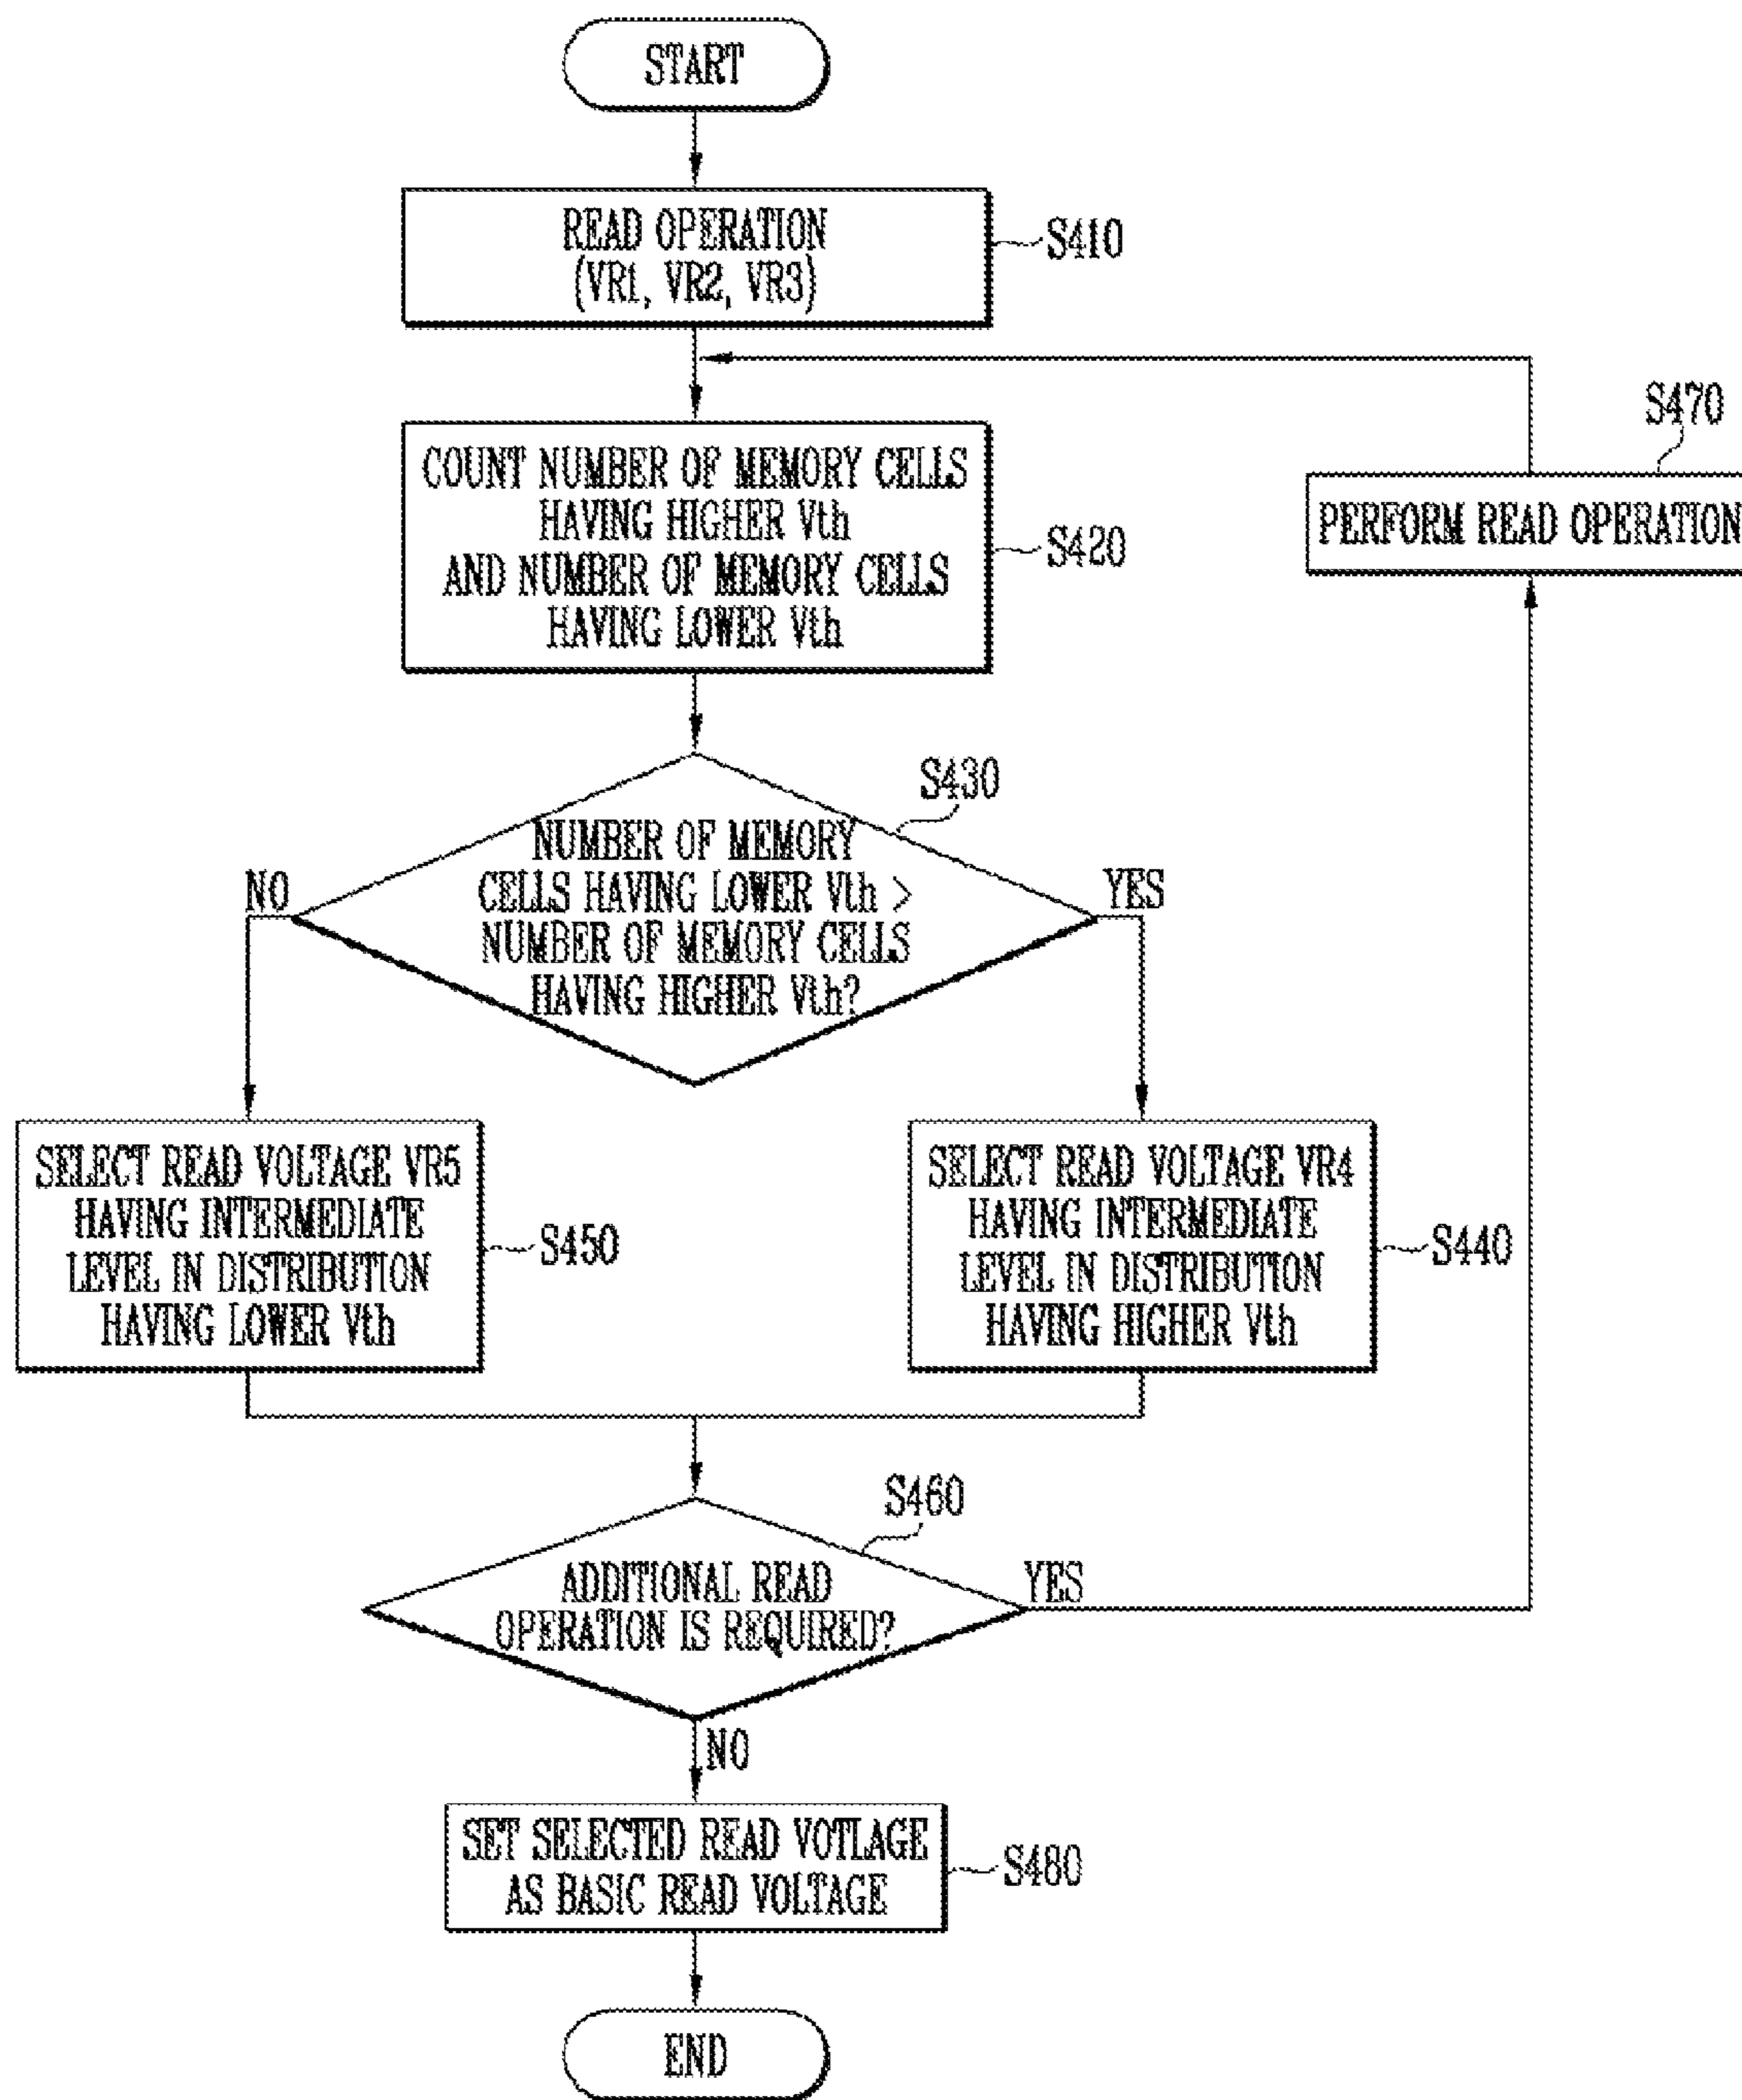 START
READ OPERATION
(VR1, VR2, VR3)
S410
S470
PERFORM READ OPERATION
COUNT NUMBER OF MEMORY CELLS
HAVING HIGHER Vth
AND NUMBER OF MEMORY CELLS
HAVING LOWER Vth
S420
S430
NUMBER OF MEMORY
CELLS HAVING LOWER Vth >
NUMBER OF MEMORY CELLS
HAVING HIGHER Vth?
NO
YES
SELECT READ VOLTAGE VR5
HAVING INTERMEDIATE
LEVEL IN DISTRIBUTION
HAVING LOWER Vth
S450
SELECT READ VOLTAGE VR4
HAVING INTERMEDIATE
LEVEL IN DISTRIBUTION
HAVING HIGHER Vth
S440
S460
ADDITIONAL READ
OPERATION IS REQUIRED?
YES
NO
SET SELECTED READ VOTLAGE
AS BASIC READ VOLTAGE
S480
END